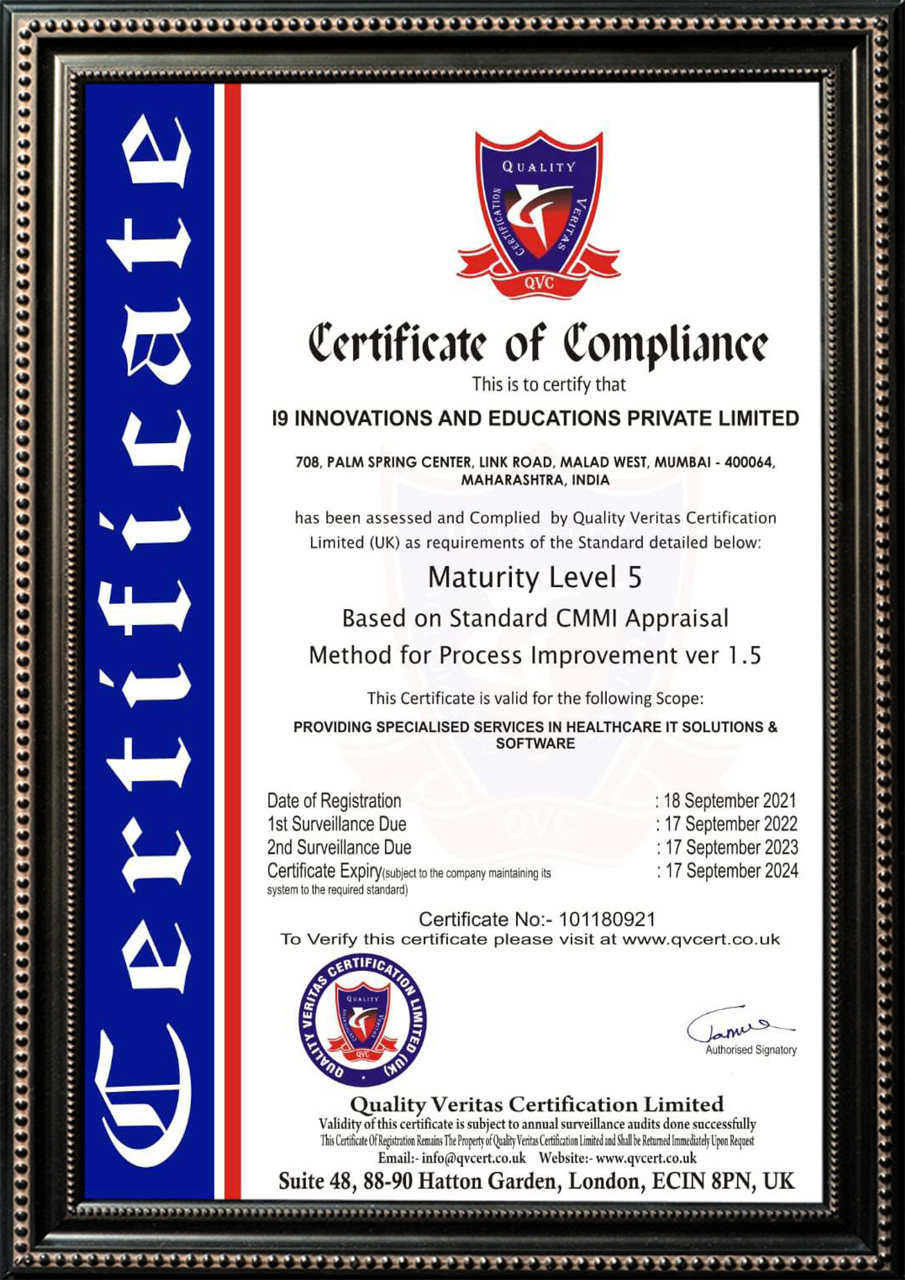 Certificate
QUALITY
CERTIFICATION
VERITAS
QVC
Certificate of Compliance
This is to certify that
I9 INNOVATIONS AND EDUCATIONS PRIVATE LIMITED
708, PALM SPRING CENTER, LINK ROAD, MALAD WEST, MUMBAI - 400064,
MAHARASHTRA, INDIA
has been assessed and Complied by Quality Veritas Certification
Limited (UK) as requirements of the Standard detailed below:
Maturity Level 5
Based on Standard CMMI Appraisal
Method for Process Improvement ver 1.5
This Certificate is valid for the following Scope:
PROVIDING SPECIALISED SERVICES IN HEALTHCARE IT SOLUTIONS &
SOFTWARE
Date of Registration : 18 September 2021
1st Surveillance Due : 17 September 2022
2nd Surveillance Due : 17 September 2023
Certificate Expiry(subject to the company maintaining its : 17 September 2024
system to the required standard)
Certificate No:- 101180921
To Verify this certificate please visit at www.qvcert.co.uk
QUALITY VERITAS CERTIFICATION LIMITED (UK)
QUALITY
CERTIFICATION
VERITAS
QVC
Authorised Signatory
Quality Veritas Certification Limited
Validity of this certificate is subject to annual surveillance audits done successfully
This Certificate Of Registration Remains The Property of Quality Veritas Certification Limited and Shall be Returned Immediately Upon Request
Email:- info@qvcert.co.uk Website:- www.qvcert.co.uk
Suite 48, 88-90 Hatton Garden, London, ECIN 8PN, UK